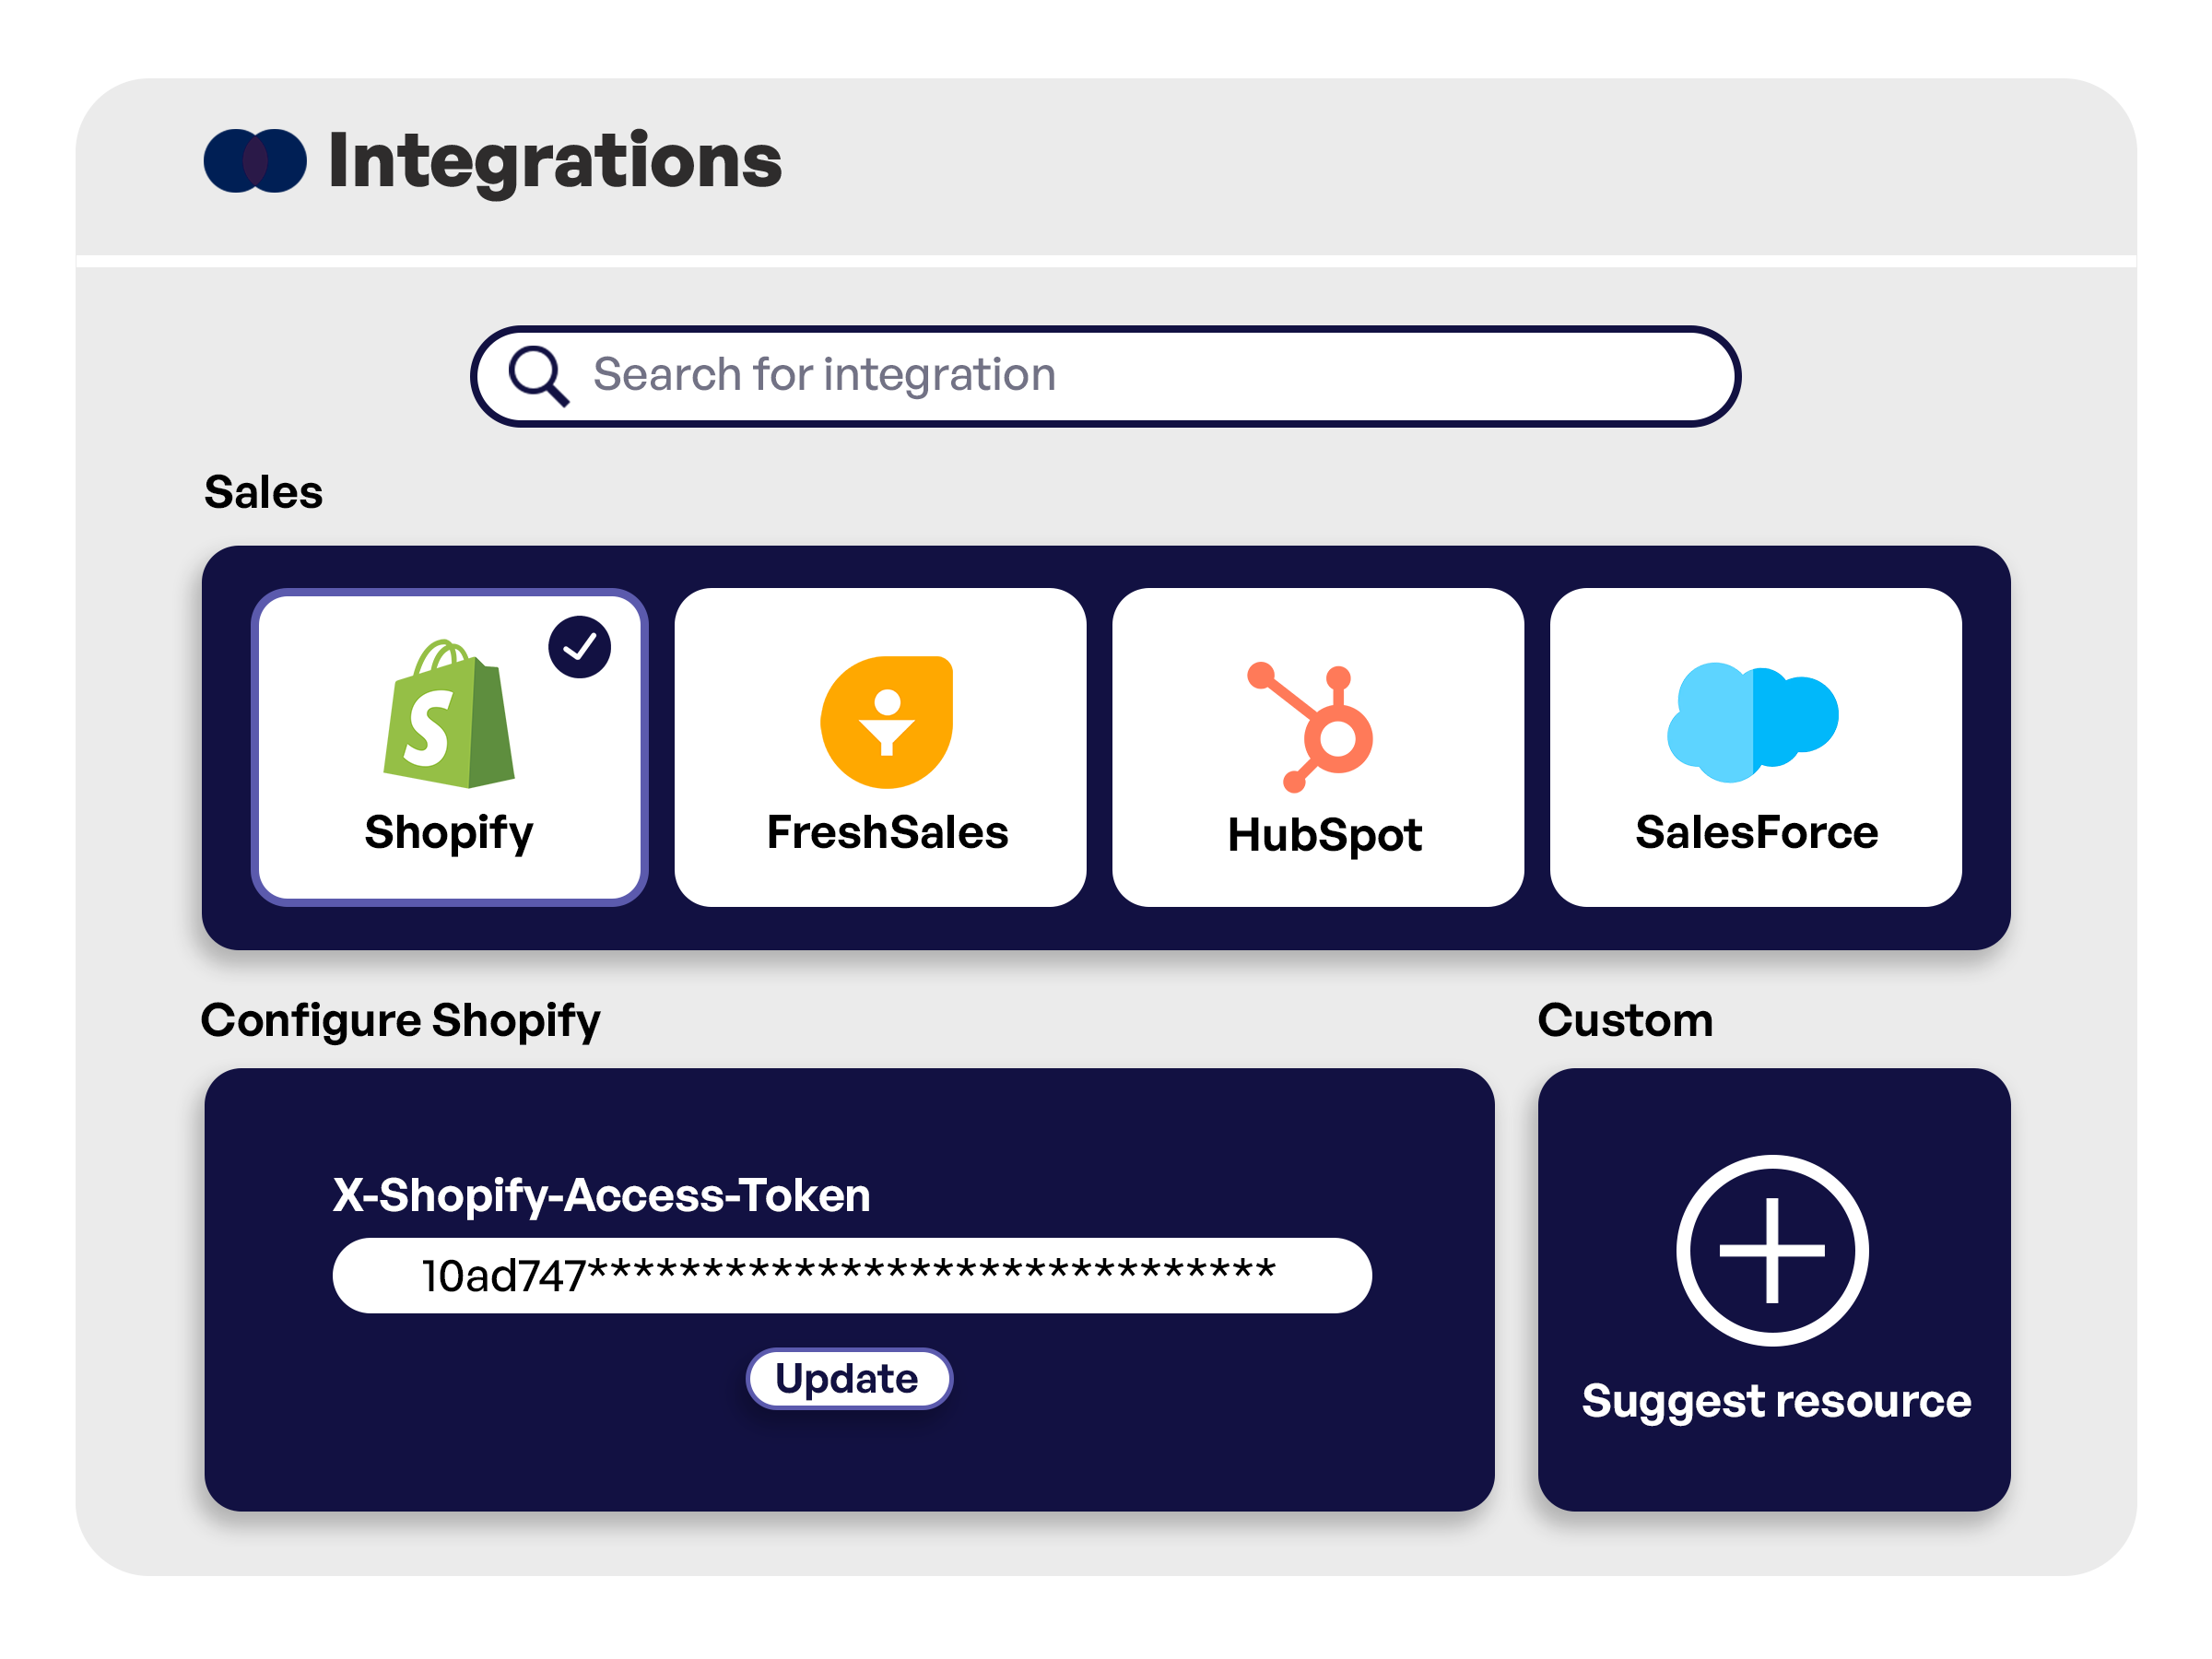 Integrations
Search for integration
Sales
Shopify
FreshSales
HubSpot
SalesForce
Configure Shopify
Custom
X-Shopify-Access-Token
10ad747******************************
Update
Suggest resource